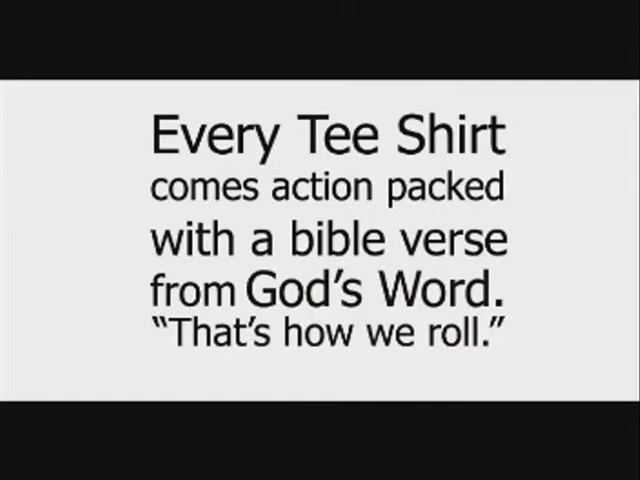 Every Tee Shirt
comes action packed
with a bible verse
from God's Word.
“That's how we roll.”